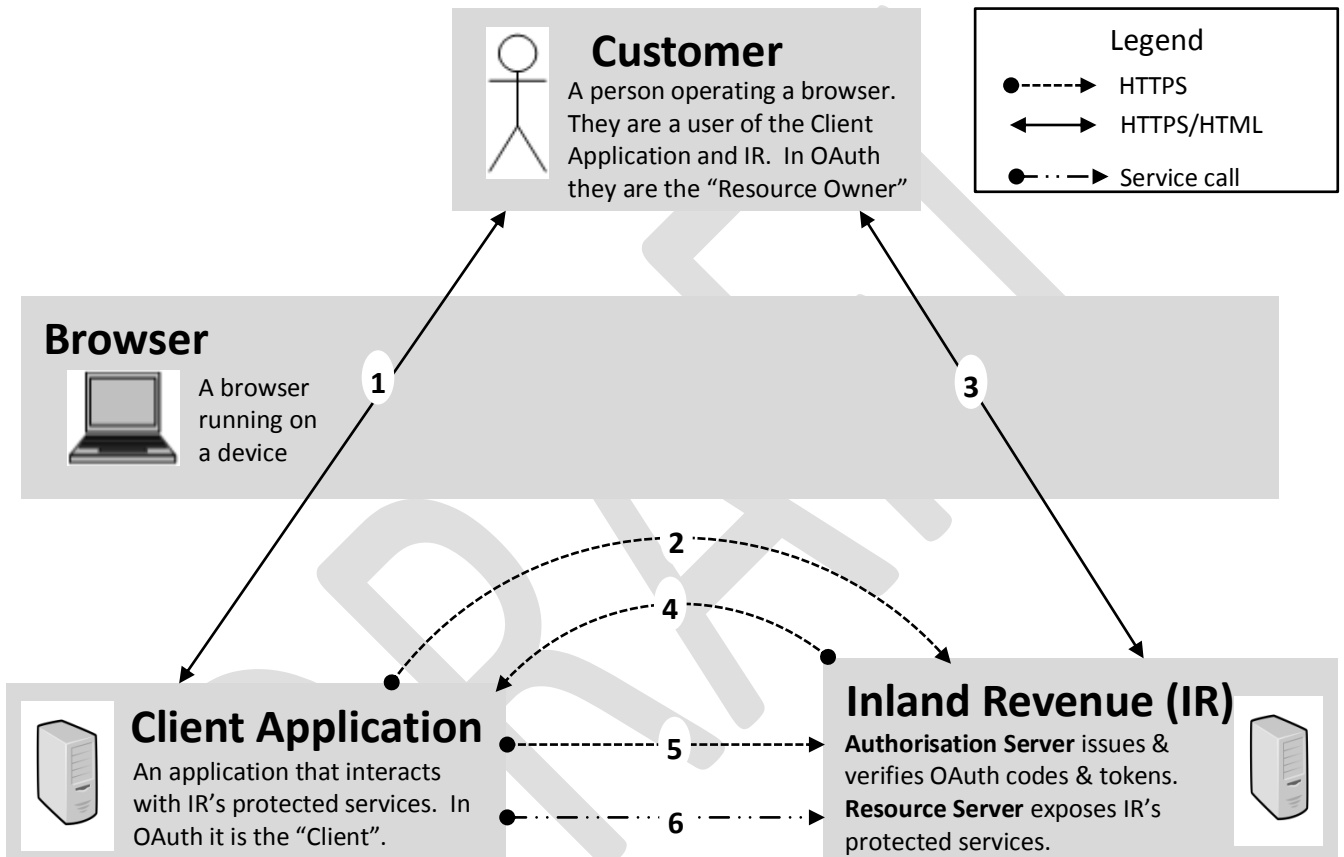 Customer
A person operating a browser.
They are a user of the Client
Application and IR.  In OAuth
they are the “Resource Owner”
Legend
HTTPS
HTTPS/HTML
Service call
Browser
A browser
running on
a device
1
3
2
4
Client Application
An application that interacts
with IR’s protected services.  In
OAuth it is the “Client”.
5
6
Inland Revenue (IR)
Authorisation Server issues &
verifies OAuth codes & tokens.
Resource Server exposes IR’s
protected services.
DRAFT